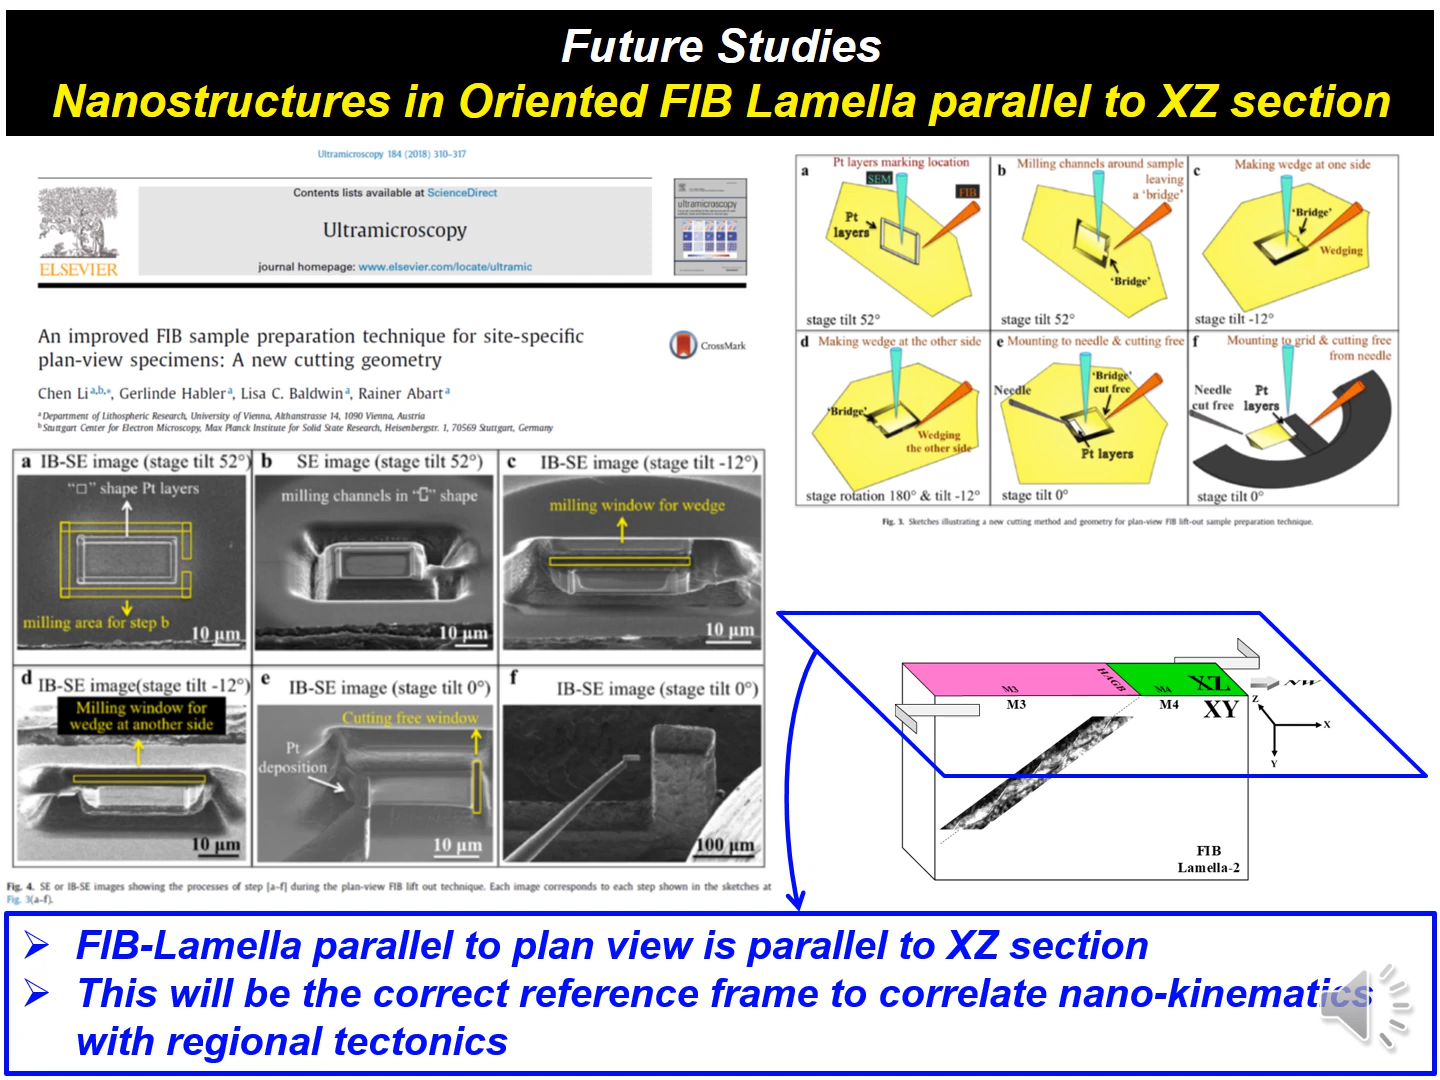 Future Studies
Nanostructures in Oriented FIB Lamella parallel to XZ section
Ultramicroscopy 184 (2018) 310–317
Contents lists available at ScienceDirect
Ultramicroscopy
journal homepage: www.elsevier.com/locate/ultramic
ELSEVIER
ultramicroscopy
An improved FIB sample preparation technique for site-specific
plan-view specimens: A new cutting geometry
CrossMark
Chen Li a,b,*, Gerlinde Habler a, Lisa C. Baldwin a, Rainer Abart a
a Department of Lithospheric Research, University of Vienna, Althanstrasse 14, 1090 Vienna, Austria
b Stuttgart Center for Electron Microscopy, Max Planck Institute for Solid State Research, Heisenbergstr. 1, 70569 Stuttgart, Germany
a IB-SE image (stage tilt 52°)
“□” shape Pt layers
milling area for step b
10 µm
b SE image (stage tilt 52°)
milling channels in “⊏” shape
10 µm
c IB-SE image (stage tilt -12°)
milling window for wedge
10 µm
d IB-SE image(stage tilt -12°)
Milling window for
wedge at another side
10 µm
e IB-SE image (stage tilt 0°)
Cutting free window
Pt
deposition
10 µm
f IB-SE image (stage tilt 0°)
100 µm
Fig. 4. SE or IB-SE images showing the processes of step [a–f] during the plan-view FIB lift out technique. Each image corresponds to each step shown in the sketches at
Fig. 3(a–f).
a Pt layers marking location
SEM
FIB
Pt
layers
stage tilt 52°
b Milling channels around sample
leaving
a ‘bridge’
‘Bridge’
stage tilt 52°
c Making wedge at one side
‘Bridge’
Wedging
stage tilt -12°
d Making wedge at the other side
‘Bridge’
Wedging
the other side
stage rotation 180° & tilt -12°
e Mounting to needle & cutting free
Needle
‘Bridge’
cut free
Pt layers
stage tilt 0°
f Mounting to grid & cutting free
from needle
Needle
cut free
Pt
layers
stage tilt 0°
Fig. 3. Sketches illustrating a new cutting method and geometry for plan-view FIB lift-out sample preparation technique.
HAGB
M3
M4
XZ
NW
M3
M4
XY
Z
X
Y
FIB
Lamella-2
➢ FIB-Lamella parallel to plan view is parallel to XZ section
➢ This will be the correct reference frame to correlate nano-kinematics
with regional tectonics